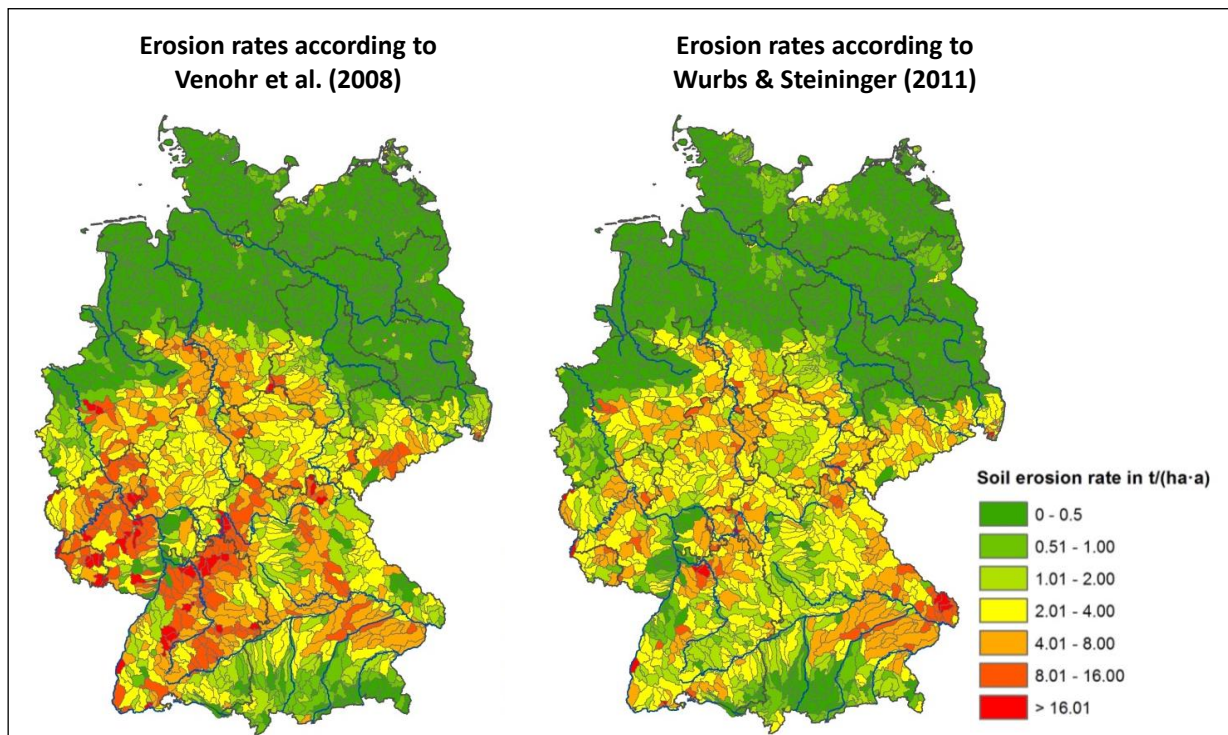 Erosion rates according to
Venohr et al. (2008)
Erosion rates according to
Wurbs & Steininger (2011)
Soil erosion rate in t/(ha·a)
0 - 0.5
0.51 - 1.00
1.01 - 2.00
2.01 - 4.00
4.01 - 8.00
8.01 - 16.00
> 16.01